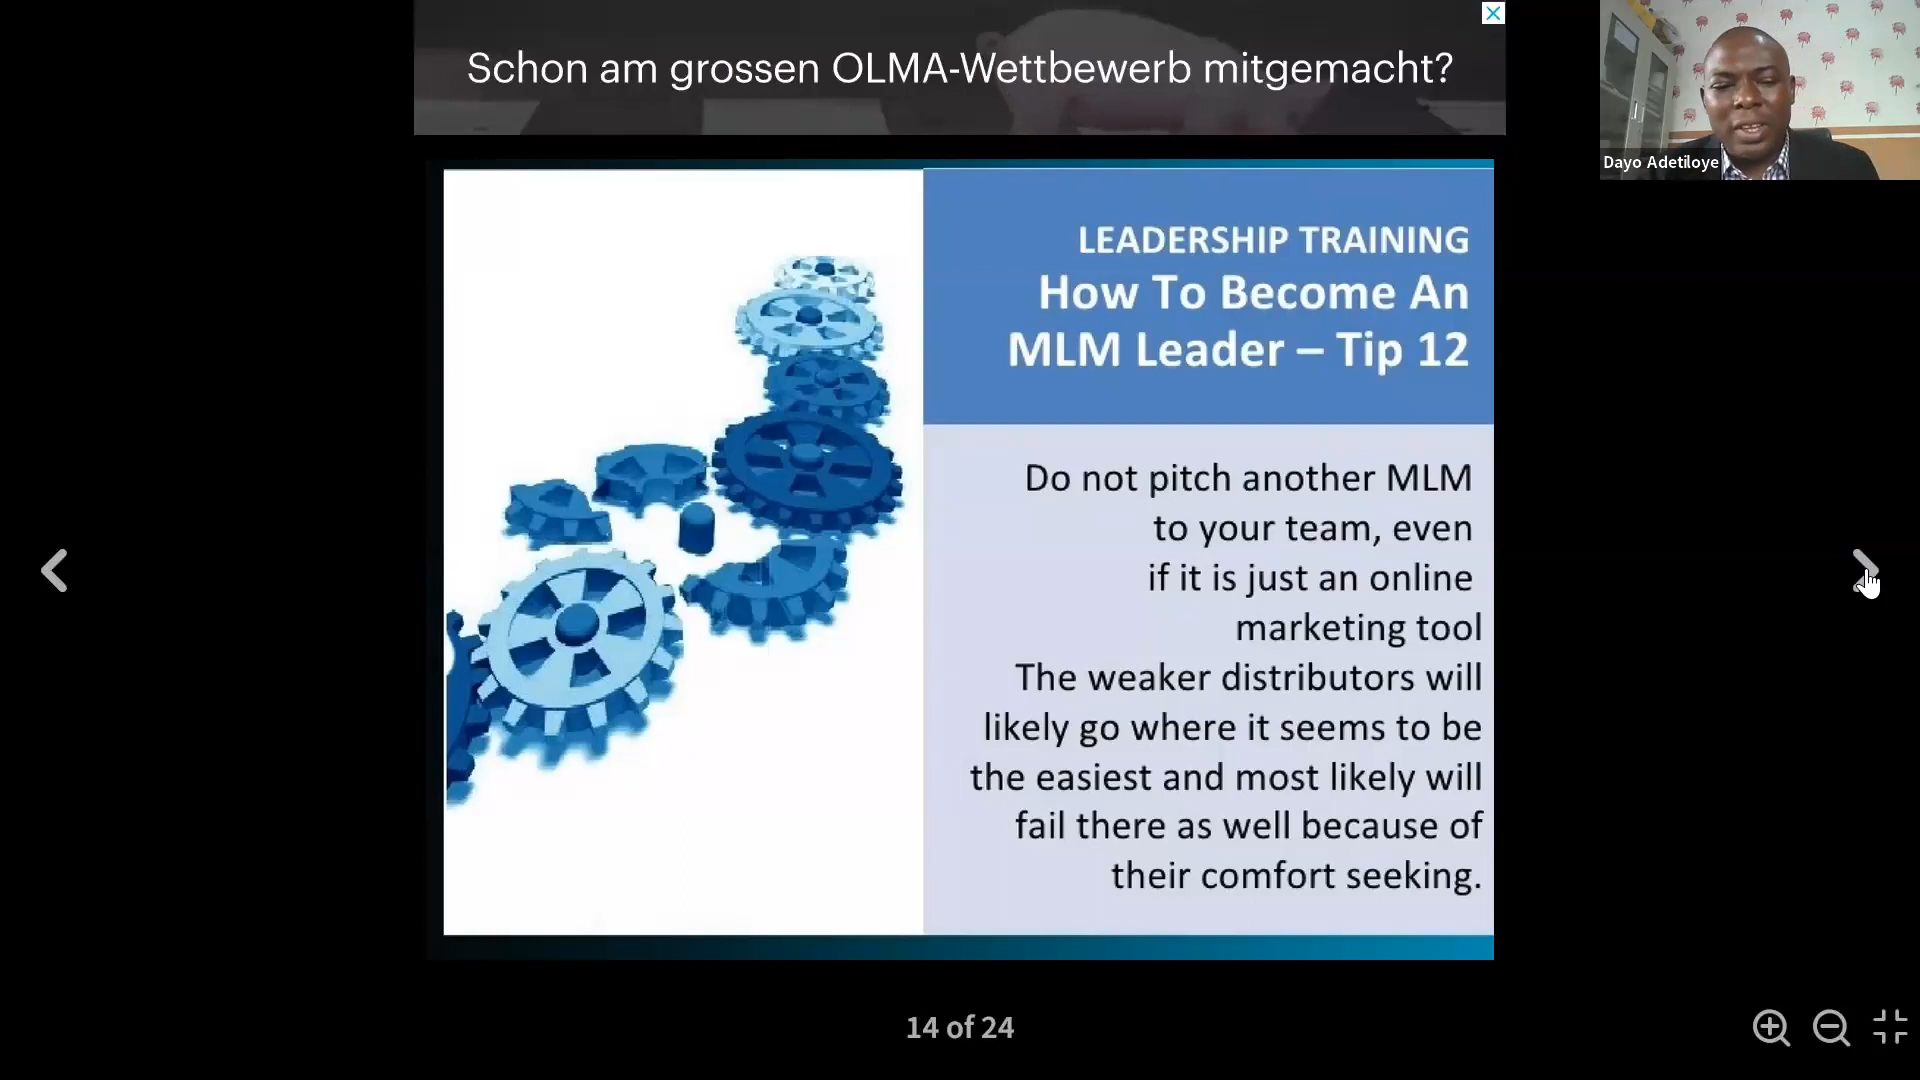 Schon am grossen OLMA-Wettbewerb mitgemacht?
Dayo Adetiloye
LEADERSHIP TRAINING
How To Become An
MLM Leader – Tip 12
Do not pitch another MLM
to your team, even
if it is just an online
marketing tool
The weaker distributors will
likely go where it seems to be
the easiest and most likely will
fail there as well because of
their comfort seeking.
14 of 24